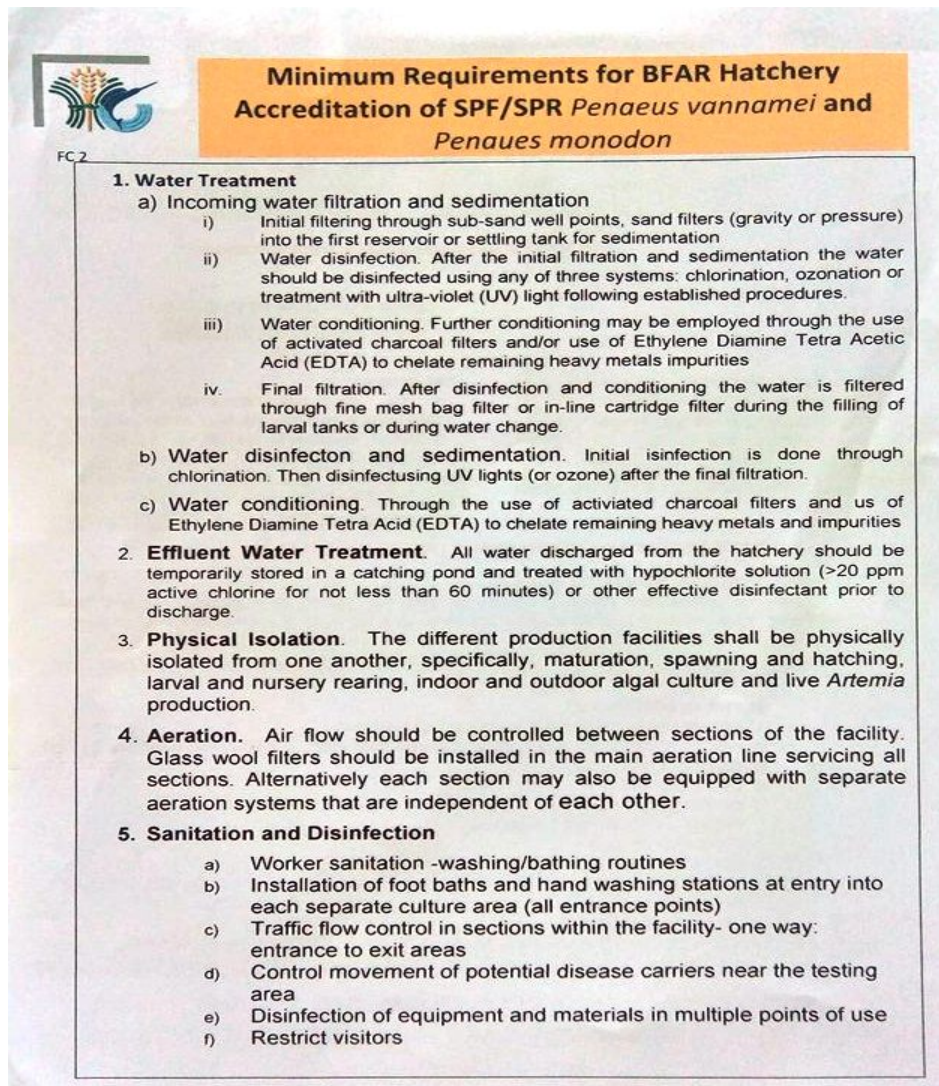 Minimum Requirements for BFAR Hatchery
Accreditation of SPF/SPR Penaeus vannamei and
Penaues monodon
FC 2
1. Water Treatment
a) Incoming water filtration and sedimentation
i) Initial filtering through sub-sand well points, sand filters (gravity or pressure)
into the first reservoir or settling tank for sedimentation
ii) Water disinfection. After the initial filtration and sedimentation the water
should be disinfected using any of three systems: chlorination, ozonation or
treatment with ultra-violet (UV) light following established procedures.
iii) Water conditioning. Further conditioning may be employed through the use
of activated charcoal filters and/or use of Ethylene Diamine Tetra Acetic
Acid (EDTA) to chelate remaining heavy metals impurities
iv. Final filtration. After disinfection and conditioning the water is filtered
through fine mesh bag filter or in-line cartridge filter during the filling of
larval tanks or during water change.
b) Water disinfecton and sedimentation. Initial isinfection is done through
chlorination. Then disinfectusing UV lights (or ozone) after the final filtration.
c) Water conditioning. Through the use of activiated charcoal filters and us of
Ethylene Diamine Tetra Acid (EDTA) to chelate remaining heavy metals and impurities
2. Effluent Water Treatment. All water discharged from the hatchery should be
temporarily stored in a catching pond and treated with hypochlorite solution (>20 ppm
active chlorine for not less than 60 minutes) or other effective disinfectant prior to
discharge.
3. Physical Isolation. The different production facilities shall be physically
isolated from one another, specifically, maturation, spawning and hatching,
larval and nursery rearing, indoor and outdoor algal culture and live Artemia
production.
4. Aeration. Air flow should be controlled between sections of the facility.
Glass wool filters should be installed in the main aeration line servicing all
sections. Alternatively each section may also be equipped with separate
aeration systems that are independent of each other.
5. Sanitation and Disinfection
a) Worker sanitation -washing/bathing routines
b) Installation of foot baths and hand washing stations at entry into
each separate culture area (all entrance points)
c) Traffic flow control in sections within the facility- one way:
entrance to exit areas
d) Control movement of potential disease carriers near the testing
area
e) Disinfection of equipment and materials in multiple points of use
f) Restrict visitors